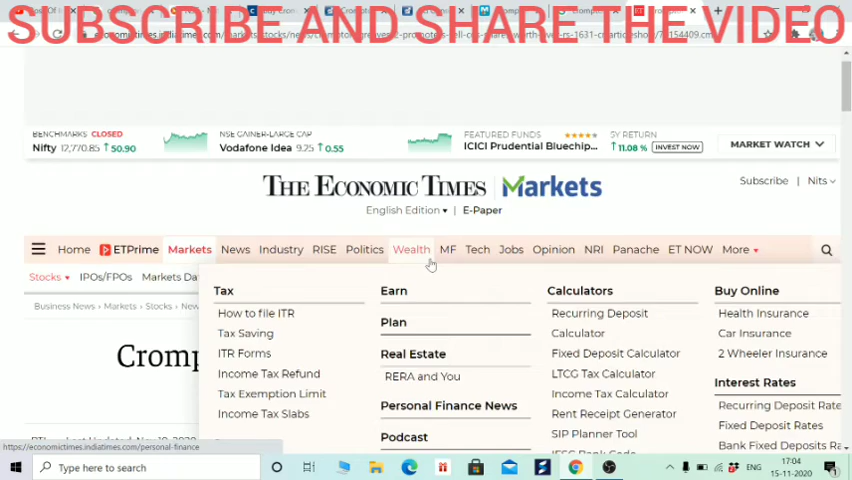 SUBSCRIBE AND SHARE THE VIDEO
BENCHMARKS CLOSED
Nifty 12,770.85 ↑ 50.90
NSE GAINER-LARGE CAP
Vodafone Idea 9.25 ↑ 0.55
FEATURED FUNDS
ICICI Prudential Bluechip...
5Y RETURN
↑ 11.08 % INVEST NOW
MARKET WATCH
THE ECONOMIC TIMES Markets
Subscribe Nits
English Edition E-Paper
Home ETPrime Markets News Industry RISE Politics Wealth MF Tech Jobs Opinion NRI Panache ET NOW More
Stocks IPOs/FPOs Markets Da
Business News › Markets › Stocks ›
Cromp
Tax
How to file ITR
Tax Saving
ITR Forms
Income Tax Refund
Tax Exemption Limit
Income Tax Slabs
Earn
Plan
Real Estate
RERA and You
Personal Finance News
Podcast
Calculators
Recurring Deposit
Calculator
Fixed Deposit Calculator
LTCG Tax Calculator
Income Tax Calculator
Rent Receipt Generator
SIP Planner Tool
Buy Online
Health Insurance
Car Insurance
2 Wheeler Insurance
Interest Rates
Recurring Deposit Rate
Fixed Deposit Rates
Bank Fixed Deposits Rat
https://economictimes.indiatimes.com/personal-finance
Type here to search
ENG
17:04
15-11-2020